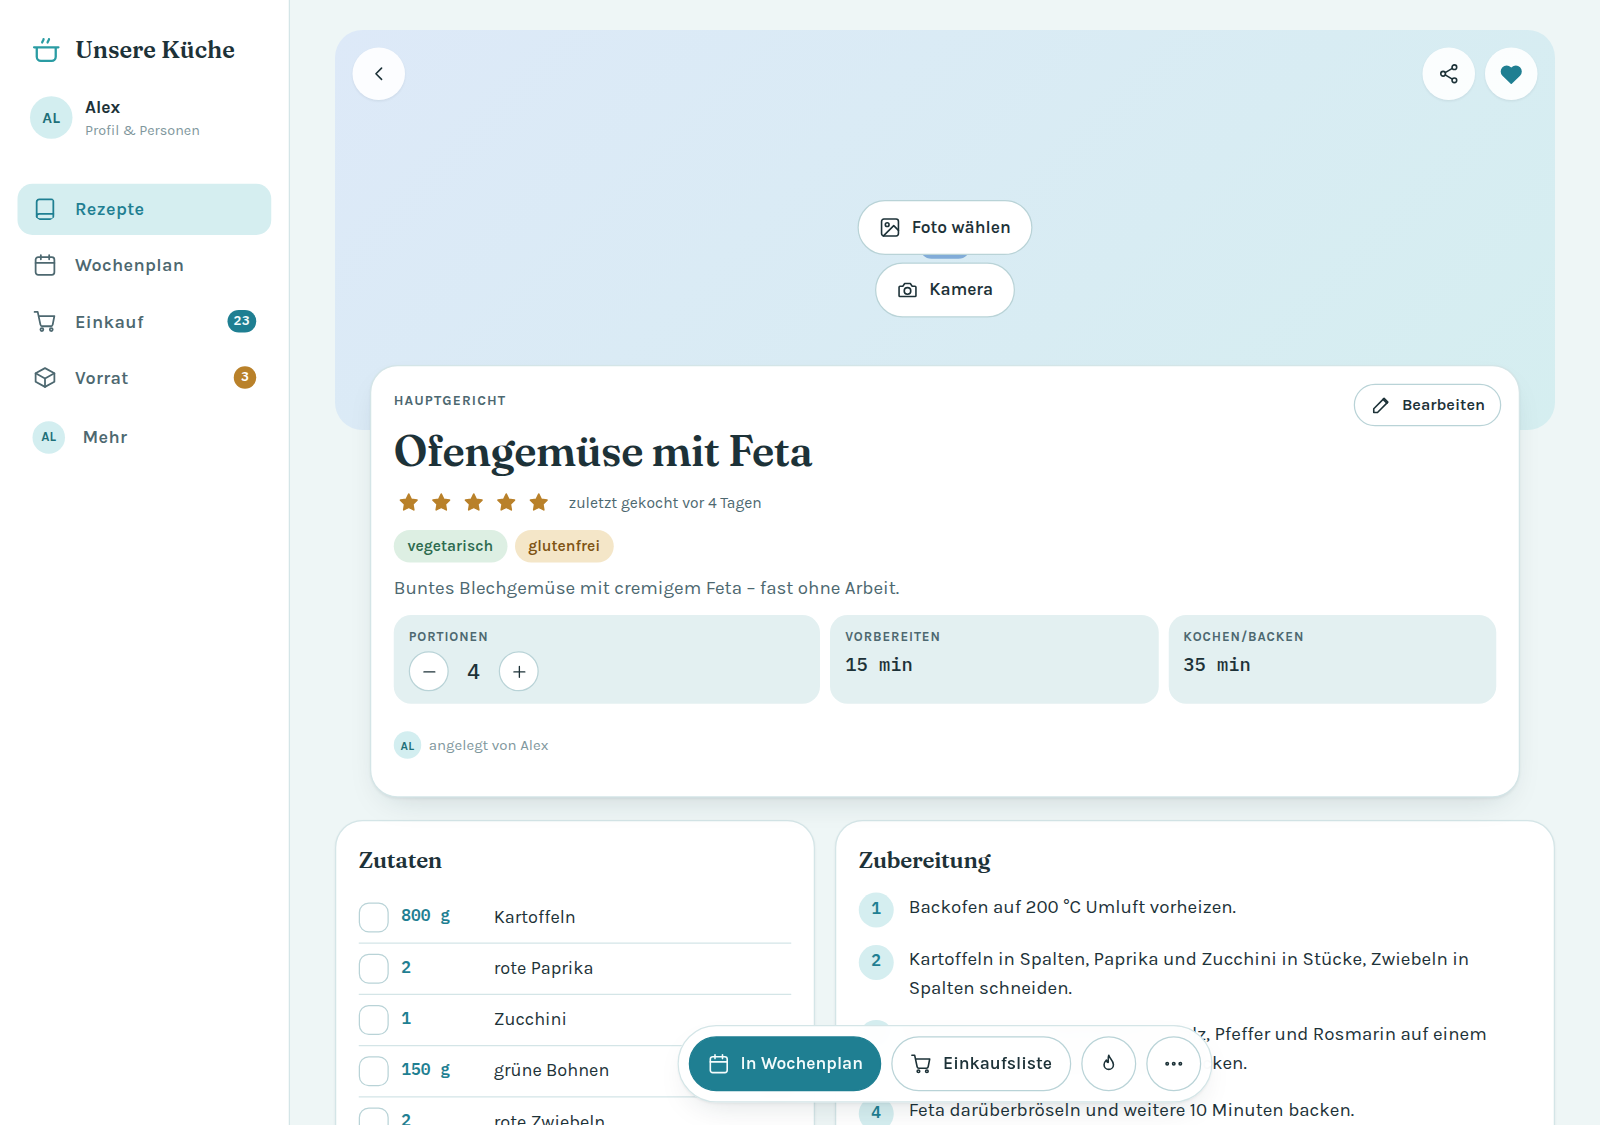 Unsere Küche
AL
Alex
Profil & Personen
Rezepte
Wochenplan
Einkauf
23
Vorrat
3
AL
Mehr
Foto wählen
Kamera
HAUPTGERICHT
Bearbeiten
Ofengemüse mit Feta
zuletzt gekocht vor 4 Tagen
vegetarisch
glutenfrei
Buntes Blechgemüse mit cremigem Feta – fast ohne Arbeit.
PORTIONEN
4
VORBEREITEN
15 min
KOCHEN/BACKEN
35 min
AL
angelegt von Alex
Zutaten
800 g Kartoffeln
2 rote Paprika
1 Zucchini
150 g grüne Bohnen
2 rote Zwiebeln
Zubereitung
1 Backofen auf 200 °C Umluft vorheizen.
2 Kartoffeln in Spalten, Paprika und Zucchini in Stücke, Zwiebeln in
Spalten schneiden.
Pfeffer und Rosmarin auf einem
4 Feta darüberbröseln und weitere 10 Minuten backen.
In Wochenplan
Einkaufsliste